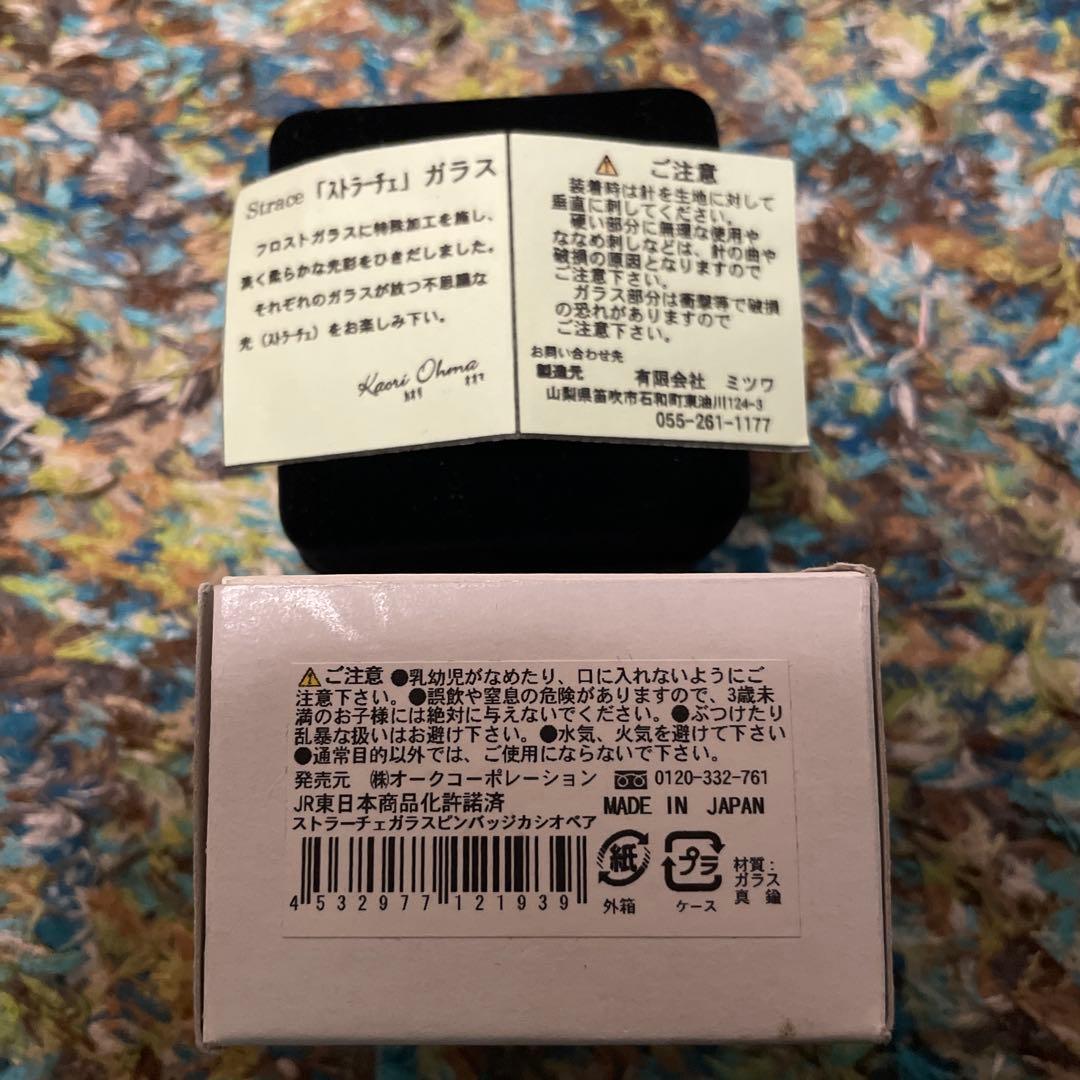 Strace 「ストラーチェ」 ガラス
フロストガラスに特殊加工を施し、
淡く柔らかな光彩をひきだしました。
それぞれのガラスが放つ不思議な
光（ストラーチェ）をお楽しみ下い。
Kaori Ohma
ｶｵﾘ ｵｵﾏ
ご注意
装着時は針を生地に対して
垂直に刺してください。
硬い部分に無理な使用や
ななめ刺しなどは、針の曲や
破損の原因となりますので
ご注意下さい。
ガラス部分は衝撃等で破損
の恐れがありますので
ご注意下さい。
お問い合わせ先
製造元 有限会社 ミツワ
山梨県笛吹市石和町東油川124-3
055-261-1177
ご注意 ●乳幼児がなめたり、口に入れないようにご
注意下さい。●誤飲や窒息の危険がありますので、3歳未
満のお子様には絶対に与えないでください。●ぶつけたり
乱暴な扱いはお避け下さい。●水気、火気を避けて下さい
●通常目的以外では、ご使用にならないで下さい。
発売元 ㈱オークコーポレーション 0120-332-761
JR東日本商品化許諾済 MADE IN JAPAN
ストラーチェガラスピンバッジカシオペア
4 532977 121939
紙
外箱
プラ
ケース
材質：
ガラス
真 鍮